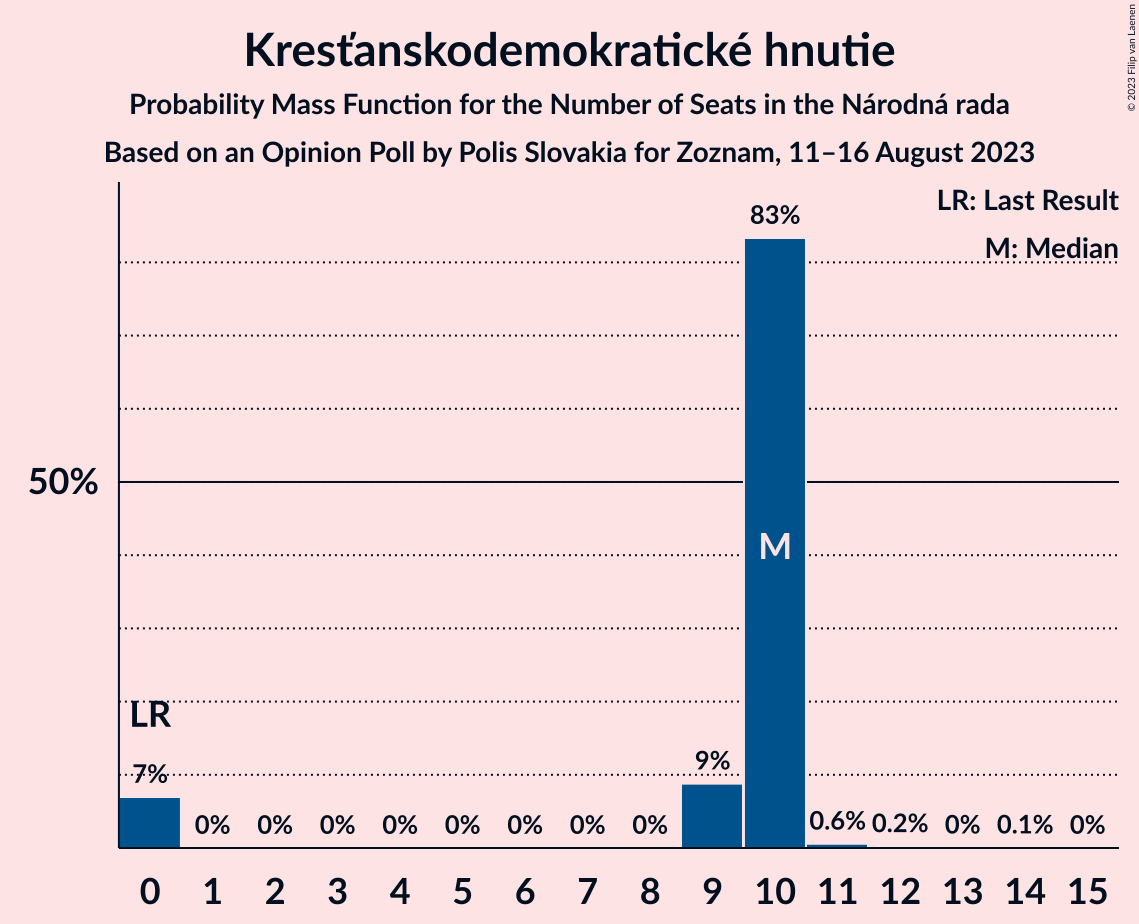 © 2023 Filip van Laenen
Kresťanskodemokratické hnutie
Probability Mass Function for the Number of Seats in the Národná rada
Based on an Opinion Poll by Polis Slovakia for Zoznam, 11–16 August 2023
LR: Last Result
M: Median
83%
50%
M
LR
7% 0% 0% 0% 0% 0% 0% 0% 0% 9% 0.6% 0.2% 0% 0.1% 0%
0 1 2 3 4 5 6 7 8 9 10 11 12 13 14 15